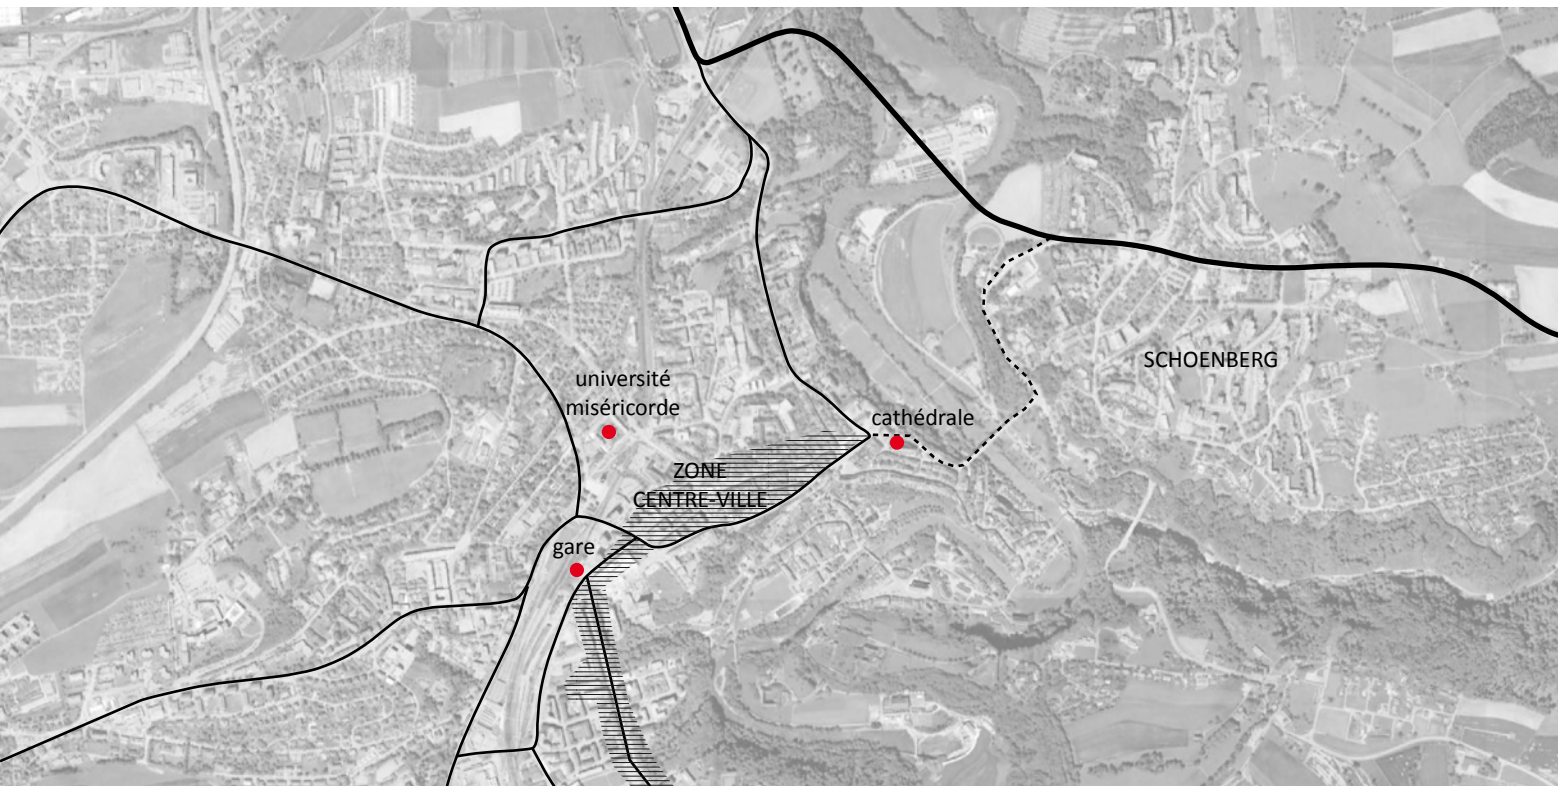 SCHOENBERG
université
miséricorde
cathédrale
ZONE
CENTRE-VILLE
gare